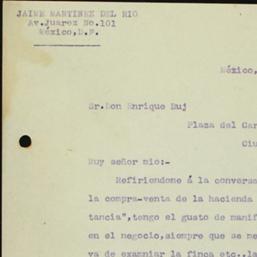 JAIME MARTINEZ DEL RIO
Av.Juarez No.101
México,D.F.
México,
Sr.Don Enrique Buj
Plaza del Car
Ciu
Muy señor mio:-
Refiriendome á la conversa
la compra-venta de la hacienda
tancia",tengo el gusto de manif
en el negocio,siempre que se me
ya de exampiar la finca etc..la